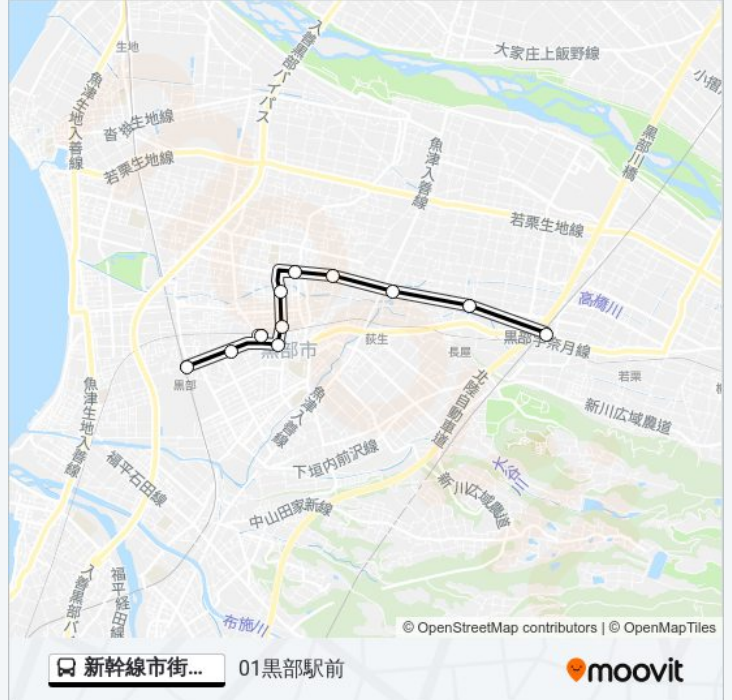 生地
入善黒部バイパス
大家庄上飯野線
小摺
魚津生地入善線
沓掛生地線
若栗生地線
黒部川橋
魚津入善線
若栗生地線
高橋川
黒部宇奈月線
荻生
黒部市
長屋
若栗
黒部
魚津生地入善線
魚津入善線
北陸自動車道
新川広域農道
下垣内前沢線
大谷川
新川広域農道
福平石田線
中山田家新線
入善黒部バ
福平経田線
布施川
© OpenStreetMap contributors | © OpenMapTiles
新幹線市街...
01黒部駅前
moovit